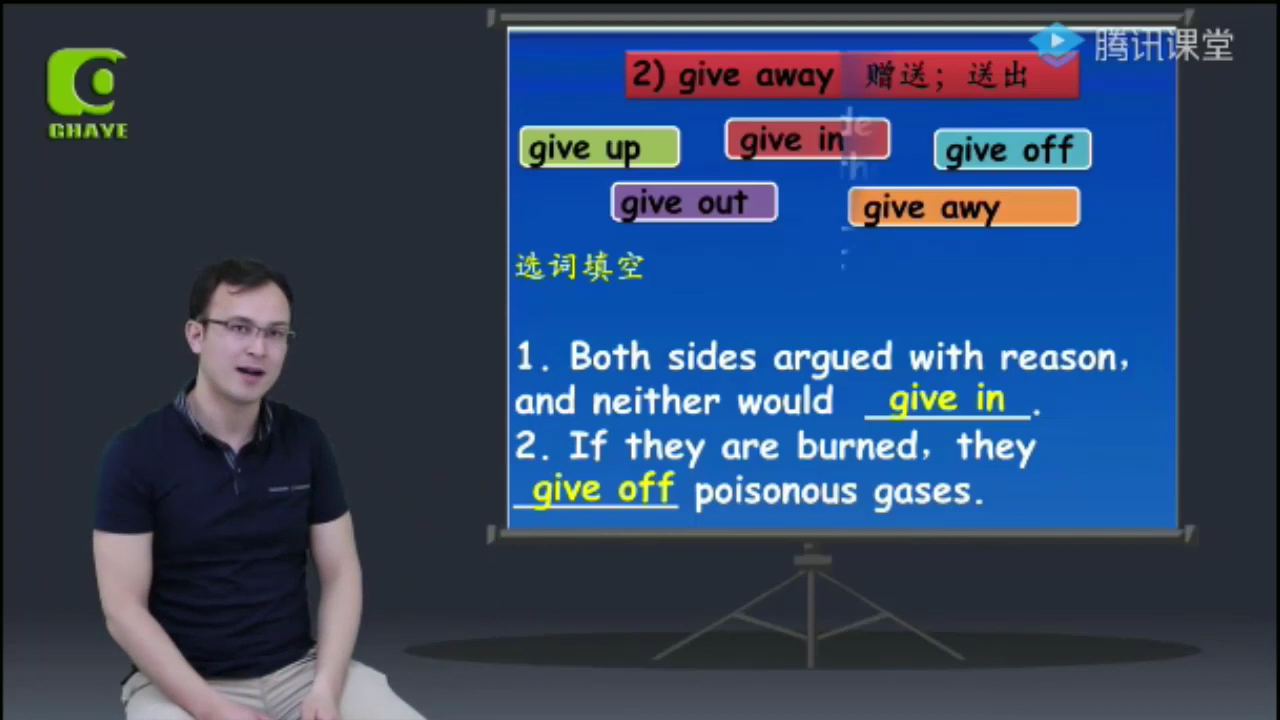 GHAYE
腾讯课堂
2) give away 赠送；送出
give up
give in
give off
give out
give awy
选词填空
1. Both sides argued with reason,
and neither would give in.
2. If they are burned, they
give off poisonous gases.